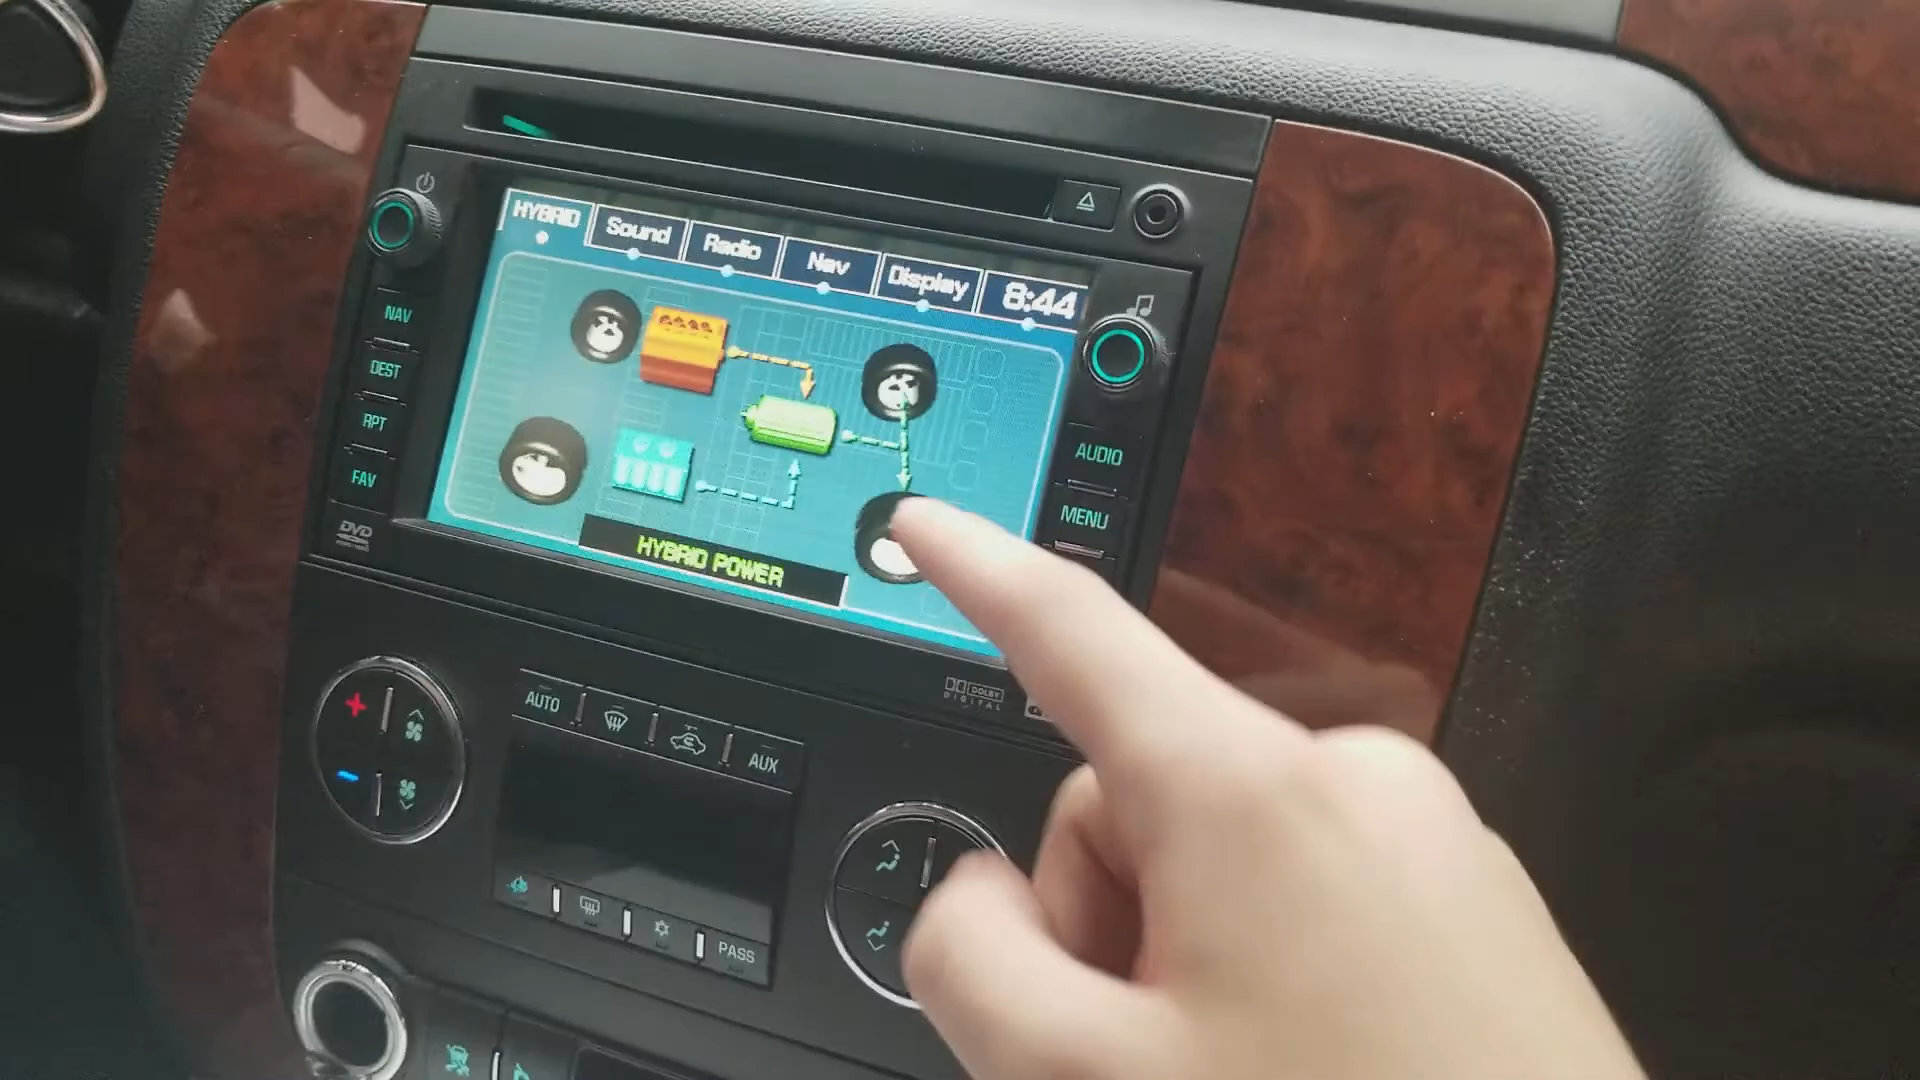 HYBRID Sound Radio Nav Display 8:44
NAV
DEST
RPT
FAV
DVD
AUDIO
MENU
HYBRID POWER
DOLBY
DIGITAL
AUTO
AUX
PASS